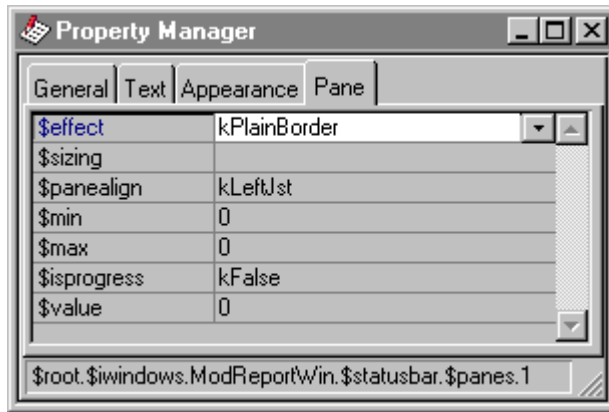 Property Manager
General Text Appearance Pane
$effect kPlainBorder
$sizing
$panealign kLeftJst
$min 0
$max 0
$isprogress kFalse
$value 0
$root.$iwindows.ModReportWin.$statusbar.$panes.1